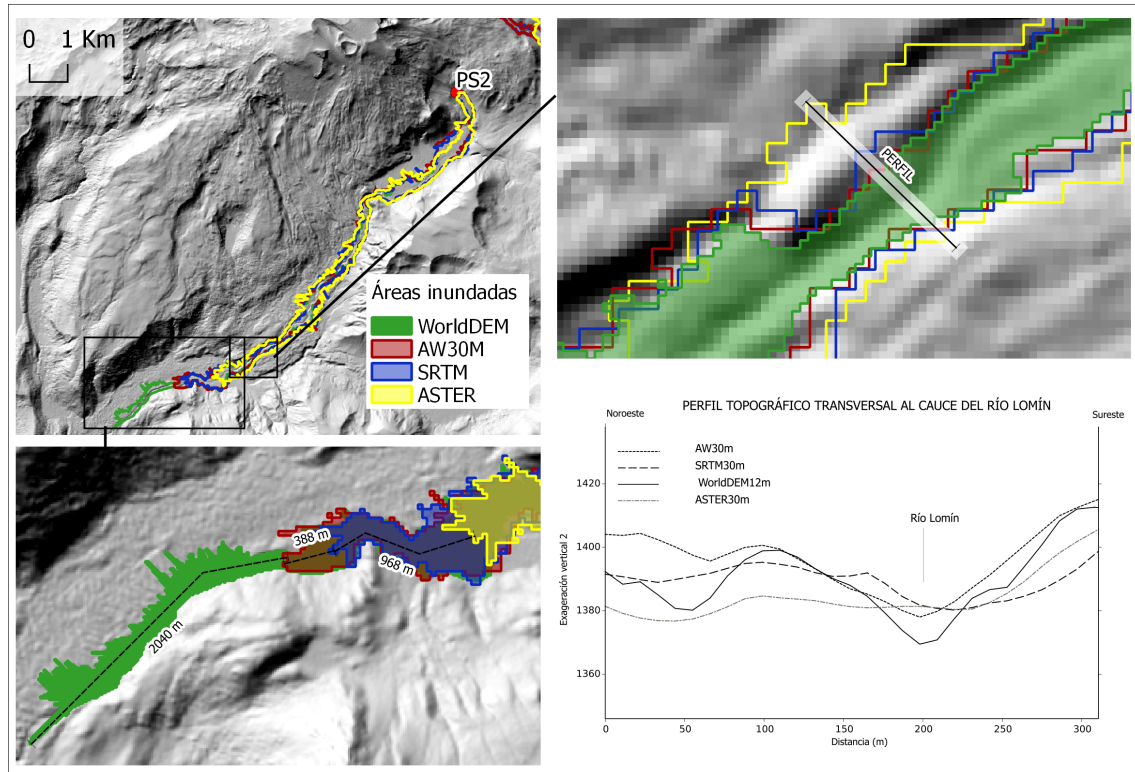 0 1 Km
PS2
Áreas inundadas
WorldDEM
AW30M
SRTM
ASTER
PERFIL
388 m
968 m
2040 m
PERFIL TOPOGRÁFICO TRANSVERSAL AL CAUCE DEL RÍO LOMÍN
Noroeste
Sureste
AW30m
SRTM30m
WorldDEM12m
ASTER30m
Río Lomín
Exageración vertical 2
1420
1400
1380
1360
0 50 100 150 200 250 300
Distancia (m)